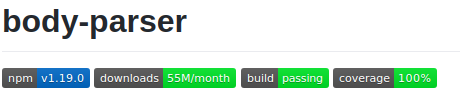 body-parser
npm v1.19.0 downloads 55M/month build passing coverage 100%